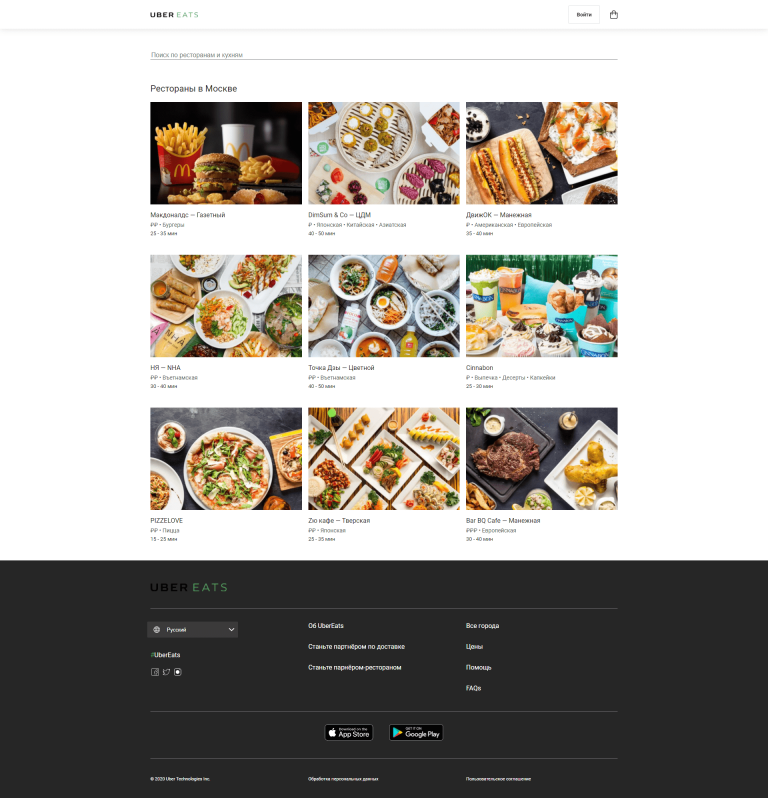 UBER EATS
Войти
Поиск по ресторанам и кухням
Рестораны в Москве
Макдоналдс — Газетный
₽₽ • Бургеры
25 - 35 мин
DimSum & Co — ЦДМ
₽ • Японская • Китайская • Азиатская
40 - 50 мин
ДвижОК — Манежная
₽ • Американская • Европейская
35 - 40 мин
НЯ — NHA
₽₽ • Вьетнамская
30 - 40 мин
Точка Дзы — Цветной
₽₽ • Вьетнамская
40 - 50 мин
Cinnabon
₽ • Выпечка • Десерты • Капкейки
25 - 30 мин
PIZZELOVE
₽₽ • Пицца
15 - 25 мин
Zю кафе — Тверская
₽₽ • Японская
25 - 35 мин
Bar BQ Cafe — Манежная
₽₽₽ • Европейская
30 - 40 мин
UBER EATS
Русский
#UberEats
Об UberEats
Станьте партнёром по доставке
Станьте парнёром-рестораном
Все города
Цены
Помощь
FAQs
Download on the
App Store
GET IT ON
Google Play
© 2020 Uber Technologies Inc.
Обработка персональных данных
Пользовательское соглашение